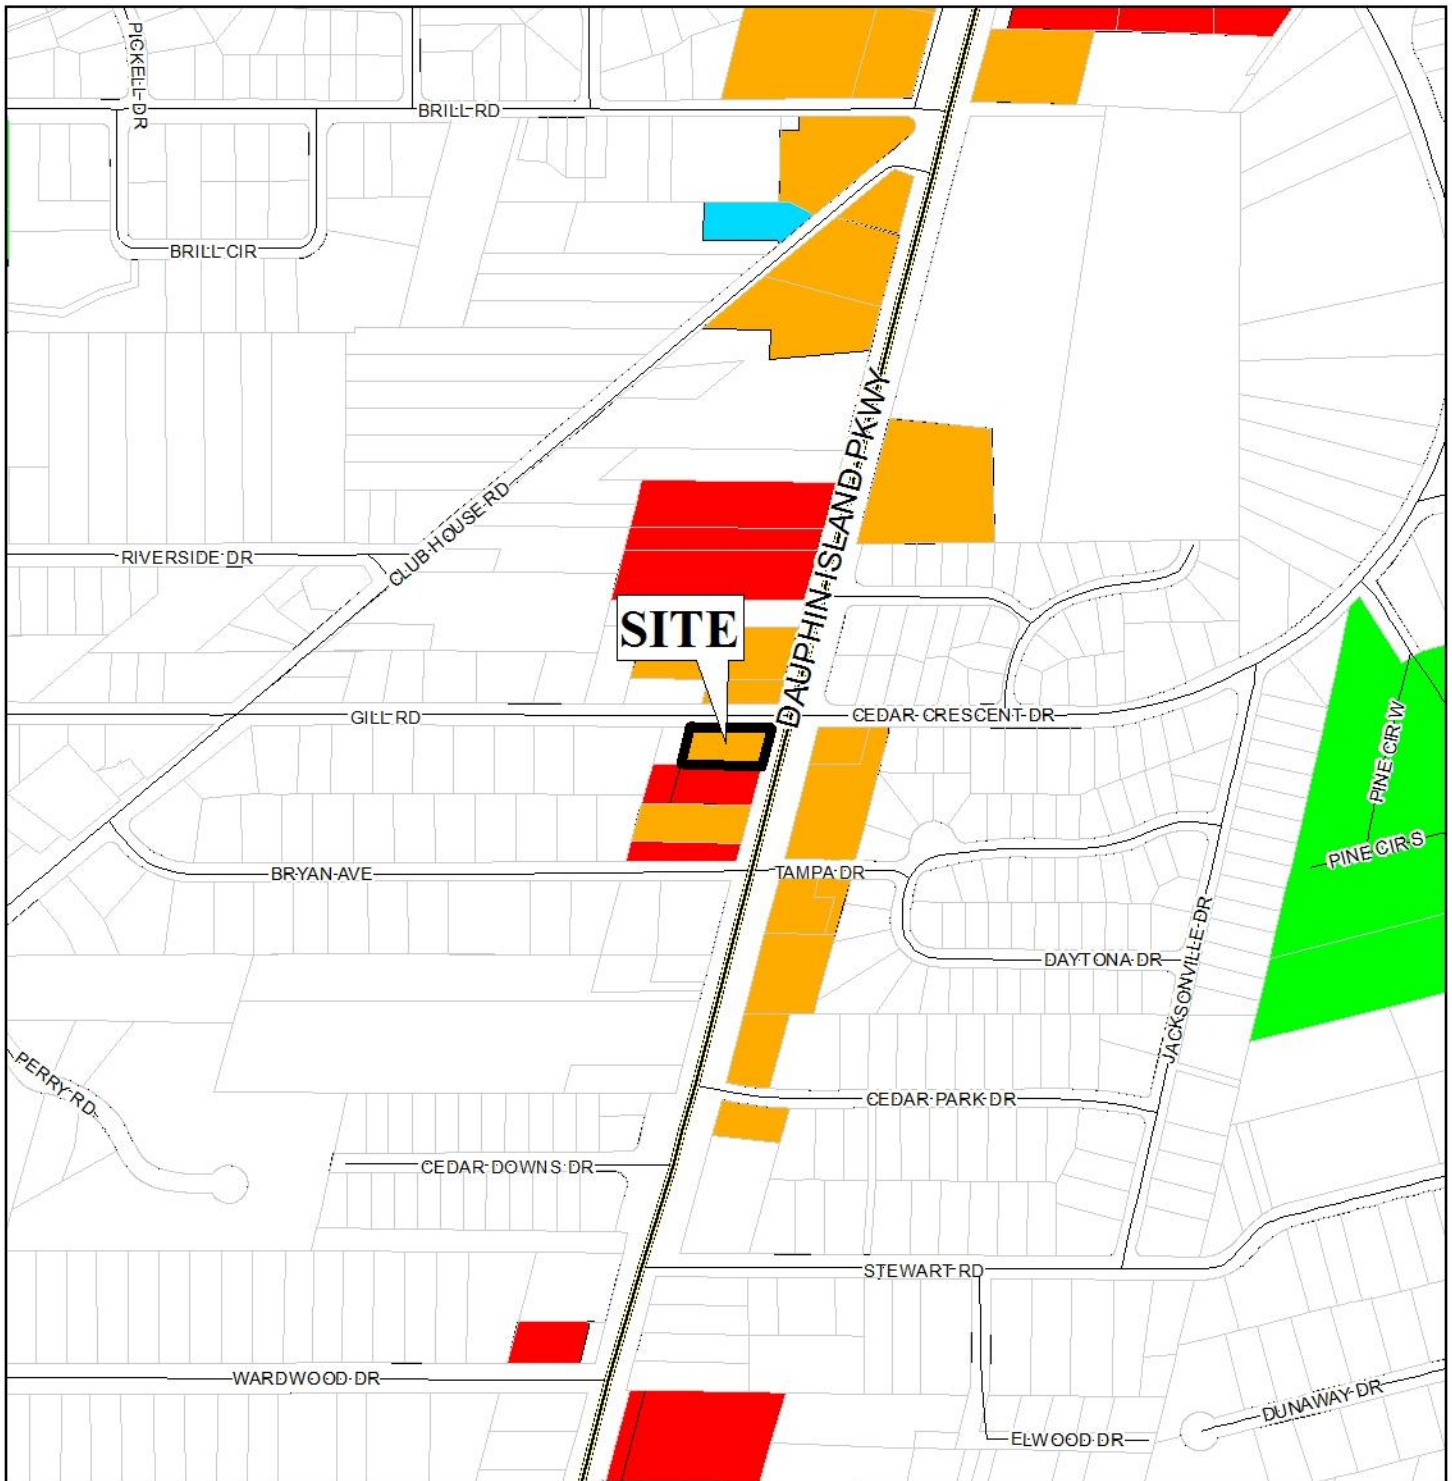 PICKELL DR
BRILL RD
BRILL CIR
DAUPHIN ISLAND PKWY
CLUB HOUSE RD
RIVERSIDE DR
SITE
GILL RD
CEDAR CRESCENT DR
PINE CIR W
PINE CIR S
BRYAN AVE
TAMPA DR
DAYTONA DR
JACKSONVILLE DR
PERRY RD
CEDAR PARK DR
CEDAR DOWNS DR
STEWART RD
WARDWOOD DR
DUNAWAY DR
ELWOOD DR